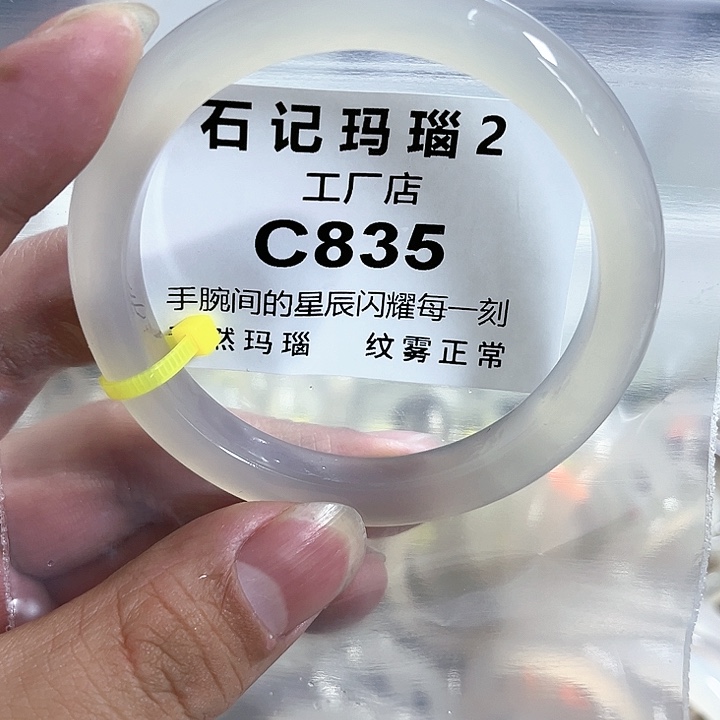 石记玛瑙2
工厂店
C835
手腕间的星辰闪耀每一刻
然玛瑙 纹雾正常